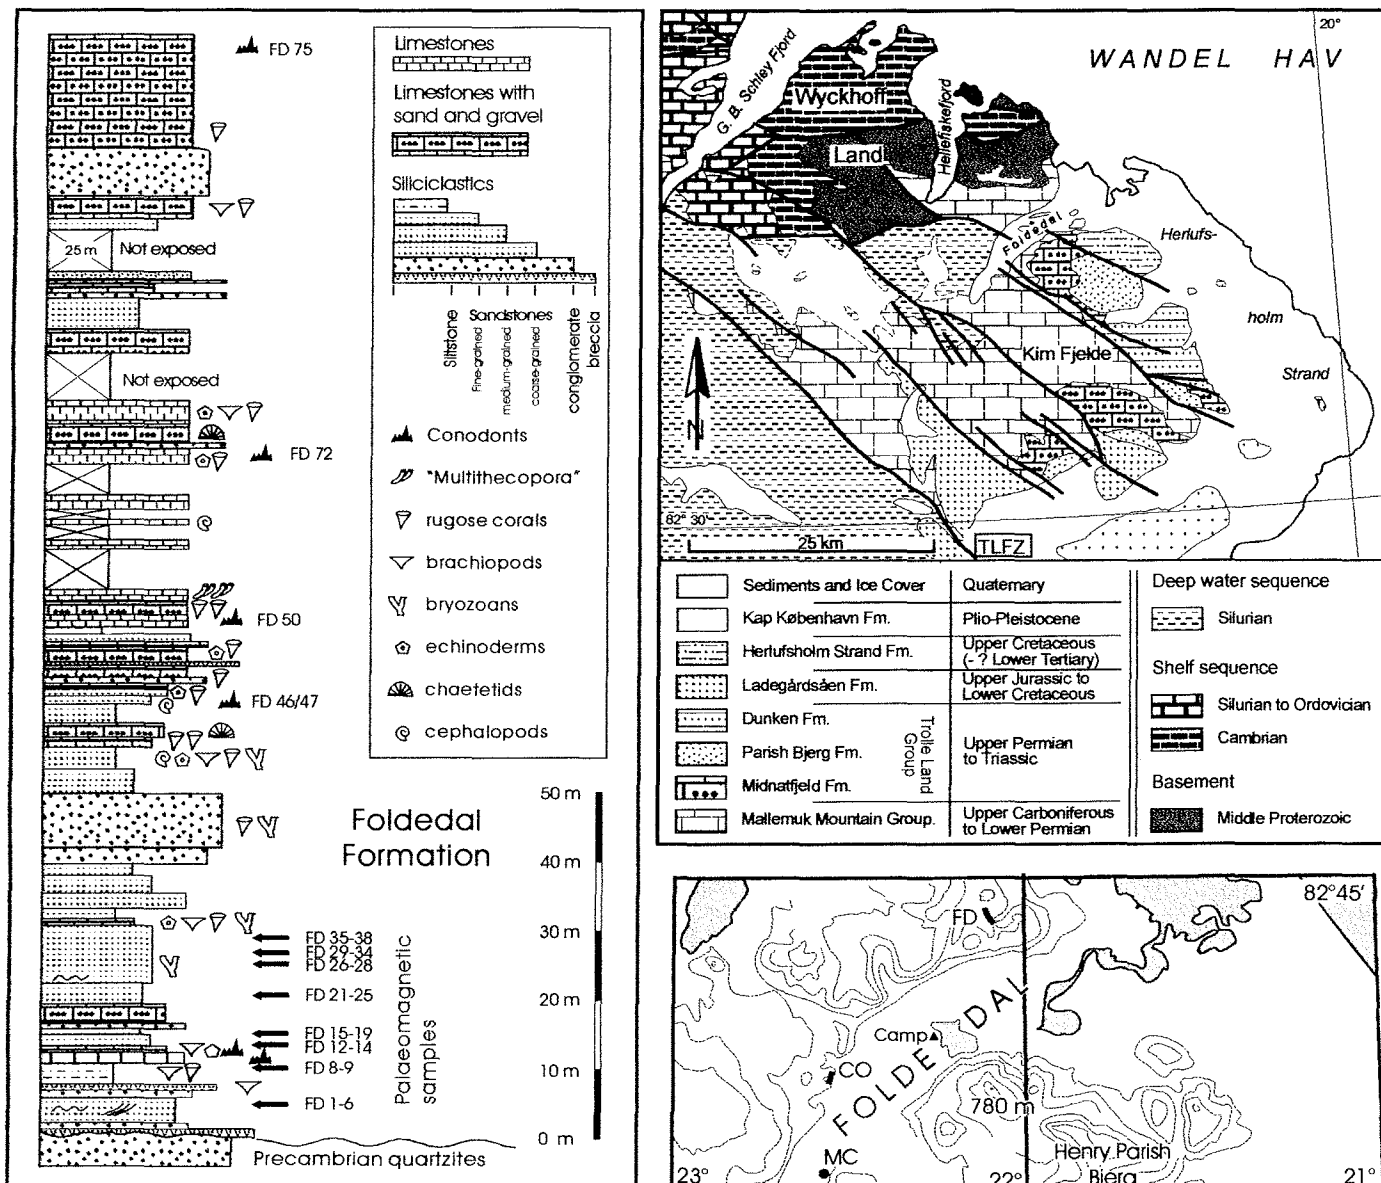 FD 75
25 m
Not exposed
Not exposed
FD 72
FD 50
FD 46/47
Limestones
Limestones with
sand and gravel
Siliciclastics
Siltstone
Sandstones
Fine-grained
medium-grained
coarse-grained
conglomerate
breccia
Conodonts
"Multithecopora"
rugose corals
brachiopods
bryozoans
echinoderms
chaetetids
cephalopods
Foldedal
Formation
50 m
40 m
30 m
20 m
10 m
0 m
FD 35-38
FD 29-34
FD 26-28
FD 21-25
FD 15-19
FD 12-14
FD 8-9
FD 1-6
Palaeomagnetic
samples
Precambrian quartzites
20°
WANDEL HAV
G. B. Schley Fjord
Wyckhoff
Land
Hellefiskefjord
Foldedal
Herlufs-
holm
Strand
Kim Fjelde
N
82° 30'
25 km
TLFZ
Sediments and Ice Cover
Quaternary
Kap København Fm.
Plio-Pleistocene
Herlufsholm Strand Fm.
Upper Cretaceous
(- ? Lower Tertiary)
Ladegårdsåen Fm.
Upper Jurassic to
Lower Cretaceous
Dunken Fm.
Parish Bjerg Fm.
Midnatfjeld Fm.
Trolle Land
Group
Upper Permian
to Triassic
Mallemuk Mountain Group.
Upper Carboniferous
to Lower Permian
Deep water sequence
Silurian
Shelf sequence
Silurian to Ordovician
Cambrian
Basement
Middle Proterozoic
82°45'
FD
Camp
FOLDEDAL
CO
780 m
MC
Henry Parish
Bjerg
23°
22°
21°